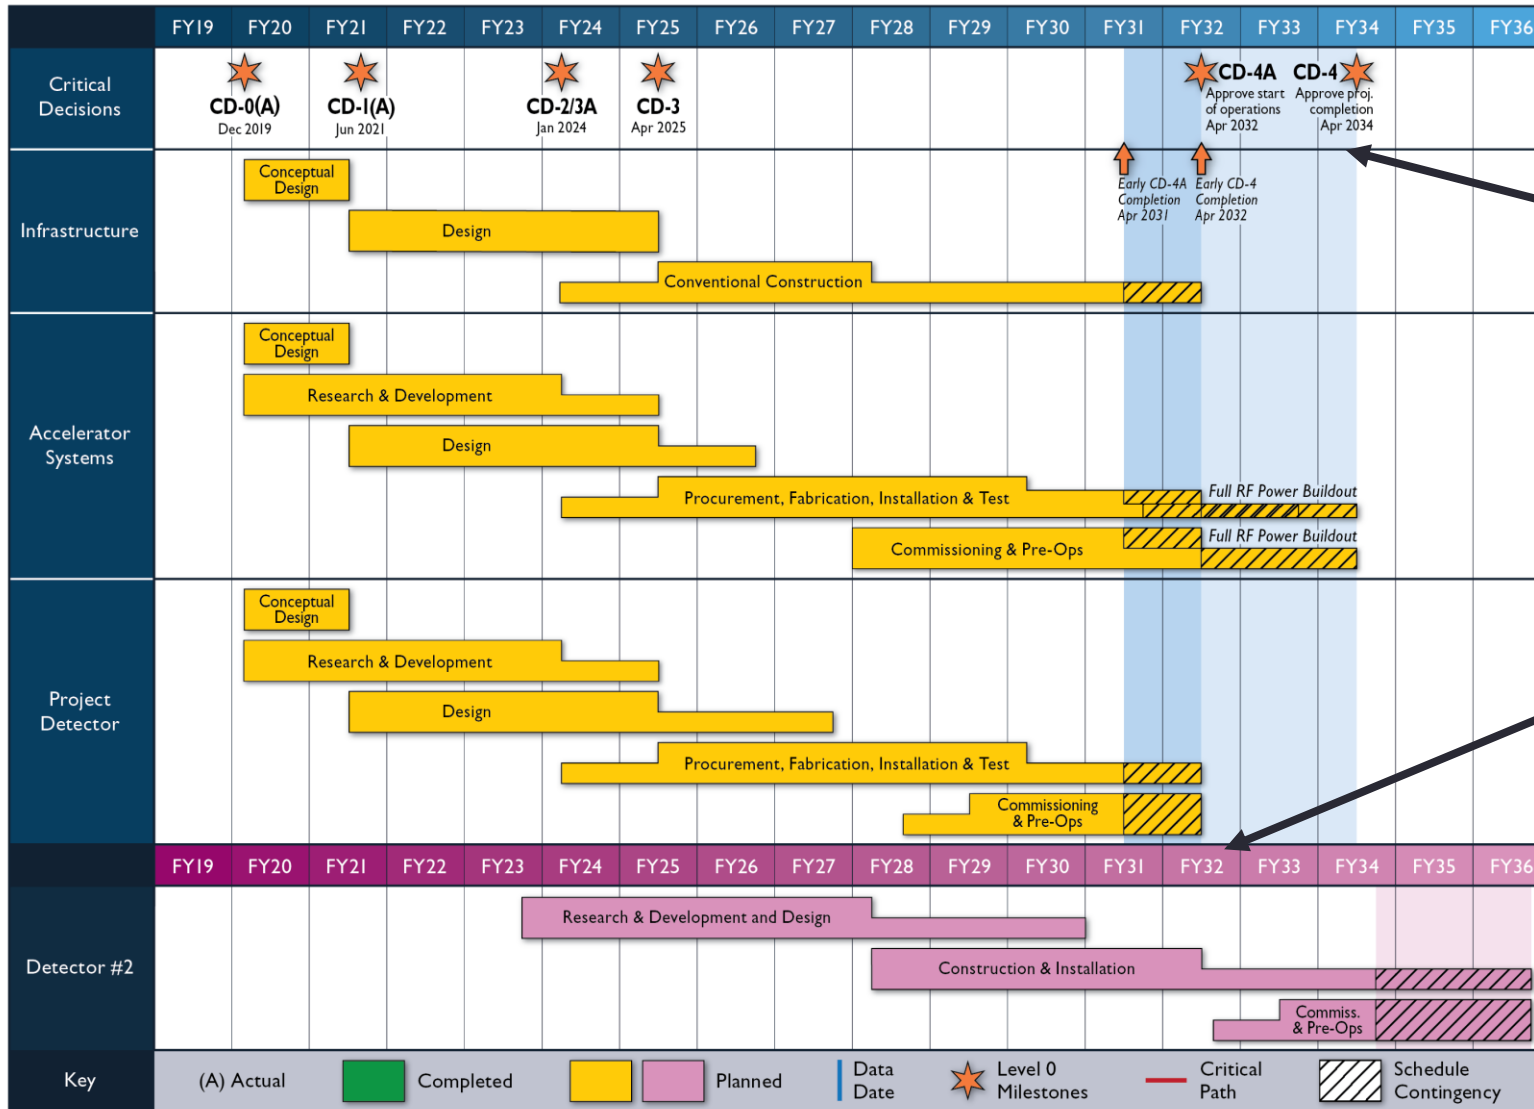 FY19 FY20 FY21 FY22 FY23 FY24 FY25 FY26 FY27 FY28 FY29 FY30 FY31 FY32 FY33 FY34 FY35 FY36
Critical
Decisions
CD-0(A)
Dec 2019
CD-1(A)
Jun 2021
CD-2/3A
Jan 2024
CD-3
Apr 2025
CD-4A
Approve start
of operations
Apr 2032
CD-4
Approve proj.
completion
Apr 2034
Infrastructure
Conceptual
Design
Design
Conventional Construction
Early CD-4A
Completion
Apr 2031
Early CD-4
Completion
Apr 2032
Accelerator
Systems
Conceptual
Design
Research & Development
Design
Procurement, Fabrication, Installation & Test
Full RF Power Buildout
Commissioning & Pre-Ops
Full RF Power Buildout
Project
Detector
Conceptual
Design
Research & Development
Design
Procurement, Fabrication, Installation & Test
Commissioning
& Pre-Ops
FY19 FY20 FY21 FY22 FY23 FY24 FY25 FY26 FY27 FY28 FY29 FY30 FY31 FY32 FY33 FY34 FY35 FY36
Detector #2
Research & Development and Design
Construction & Installation
Commiss.
& Pre-Ops
Key
(A) Actual
Completed
Planned
Data
Date
Level 0
Milestones
Critical
Path
Schedule
Contingency